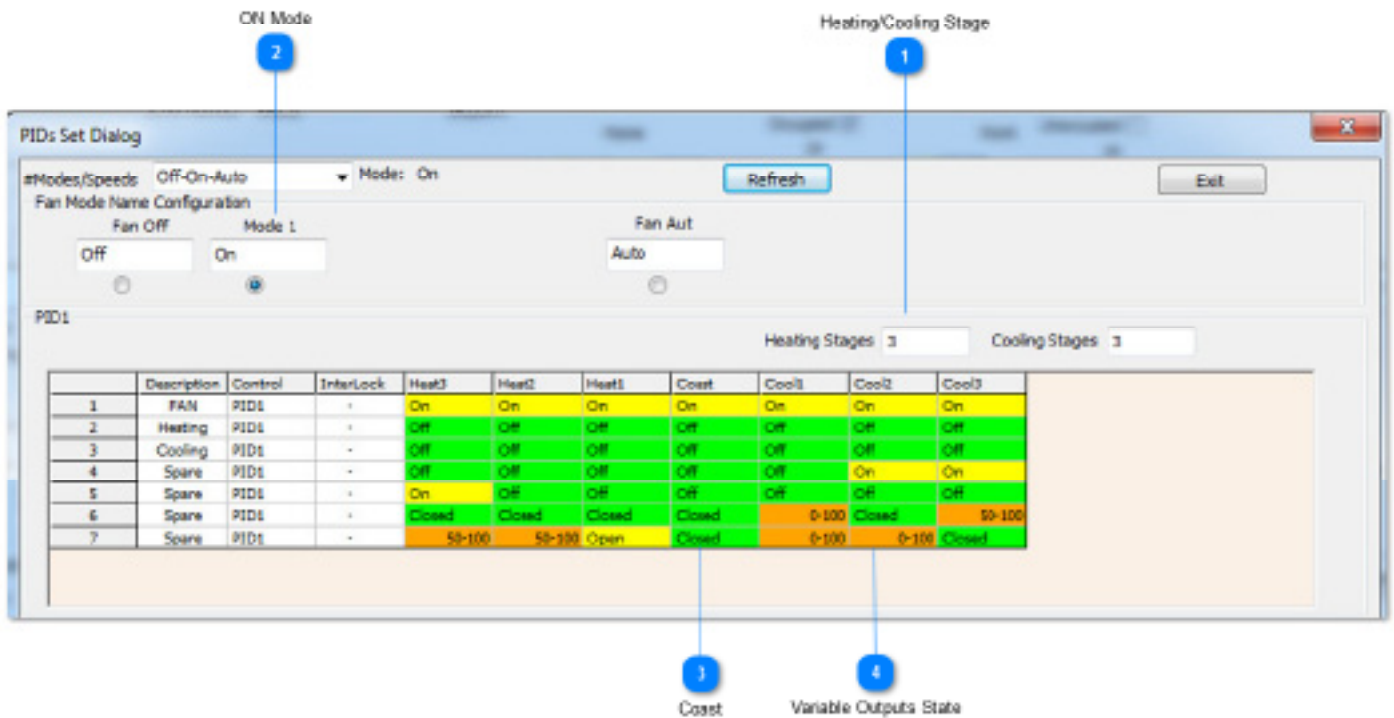 ON Mode
Heating/Cooling Stage
2
1
PIDs Set Dialog
#Modes/Speeds Off-On-Auto Mode: On Refresh Exit
Fan Mode Name Configuration
Fan Off Mode 1 Fan Aut
Off On Auto
PID1
Heating Stages 3 Cooling Stages 3
Description Control InterLock Heat3 Heat2 Heat1 Coast Cool1 Cool2 Cool3
1 FAN PID1 - On On On On On On On
2 Heating PID1 - Off Off Off Off Off Off Off
3 Cooling PID1 - Off Off Off Off Off Off Off
4 Spare PID1 - Off Off Off Off Off On On
5 Spare PID1 - On Off Off Off Off Off Off
6 Spare PID1 - Closed Closed Closed Closed 0-100 Closed 50-100
7 Spare PID1 - 50-100 50-100 Open Closed 0-100 0-100 Closed
3
4
Coast
Variable Outputs State